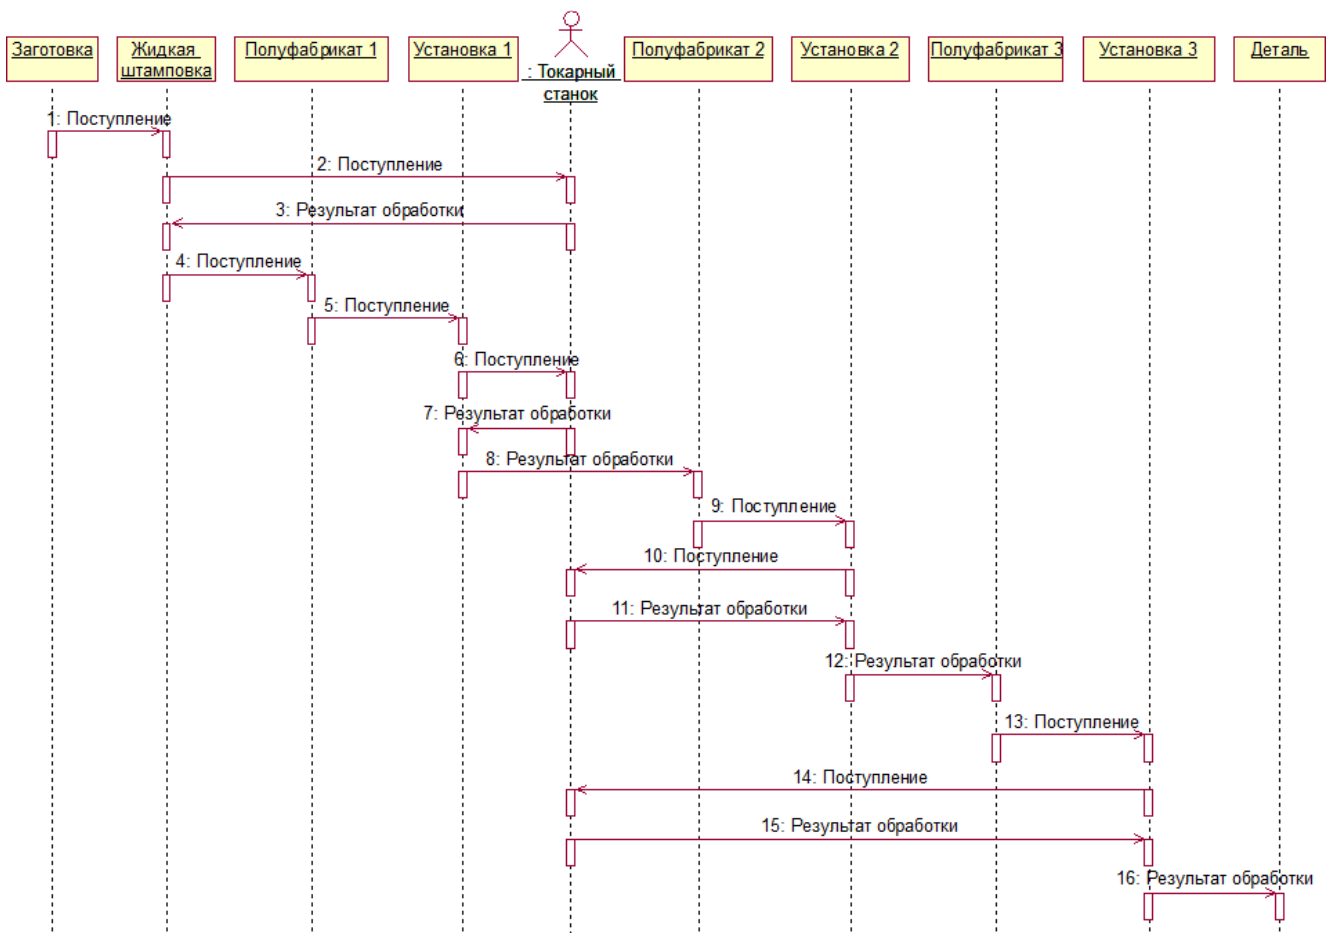 Заготовка
Жидкая
штамповка
Полуфабрикат 1
Установка 1
: Токарный
станок
Полуфабрикат 2
Установка 2
Полуфабрикат 3
Установка 3
Деталь
1: Поступление
2: Поступление
3: Результат обработки
4: Поступление
5: Поступление
6: Поступление
7: Результат обработки
8: Результат обработки
9: Поступление
10: Поступление
11: Результат обработки
12: Результат обработки
13: Поступление
14: Поступление
15: Результат обработки
16: Результат обработки